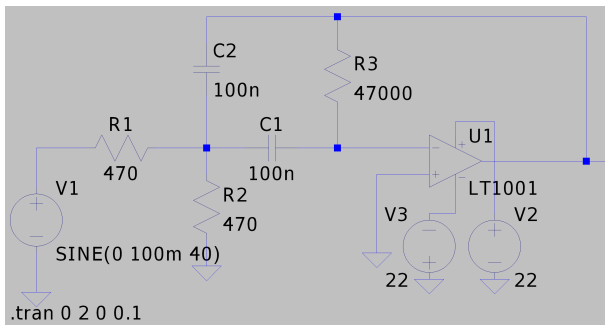 C2
100n
R3
47000
R1
470
C1
100n
U1
LT1001
V1
R2
470
SINE(0 100m 40)
V3
22
V2
22
.tran 0 2 0 0.1